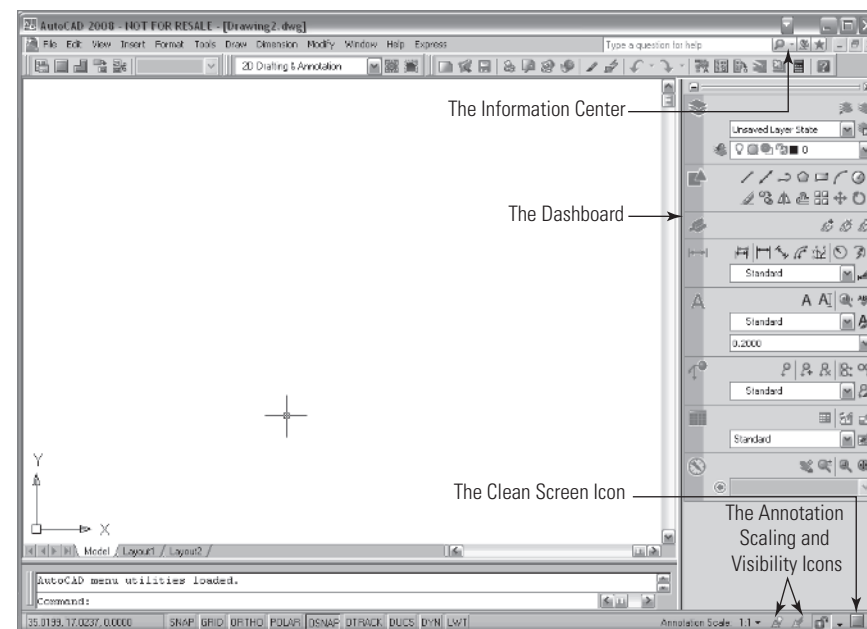 AutoCAD 2008 - NOT FOR RESALE - [Drawing2.dwg]
File Edit View Insert Format Tools Draw Dimension Modify Window Help Express
Type a question for help
2D Drafting & Annotation
The Information Center
Unsaved Layer State
0
The Dashboard
Standard
A AI
Standard
0.2000
Standard
Standard
The Clean Screen Icon
The Annotation
Scaling and
Visibility Icons
Y
X
Model / Layout1 / Layout2 /
AutoCAD menu utilities loaded.
Command:
35.0199, 17.0237, 0.0000 SNAP GRID ORTHO POLAR OSNAP OTRACK DUCS DYN LWT Annotation Scale: 1:1